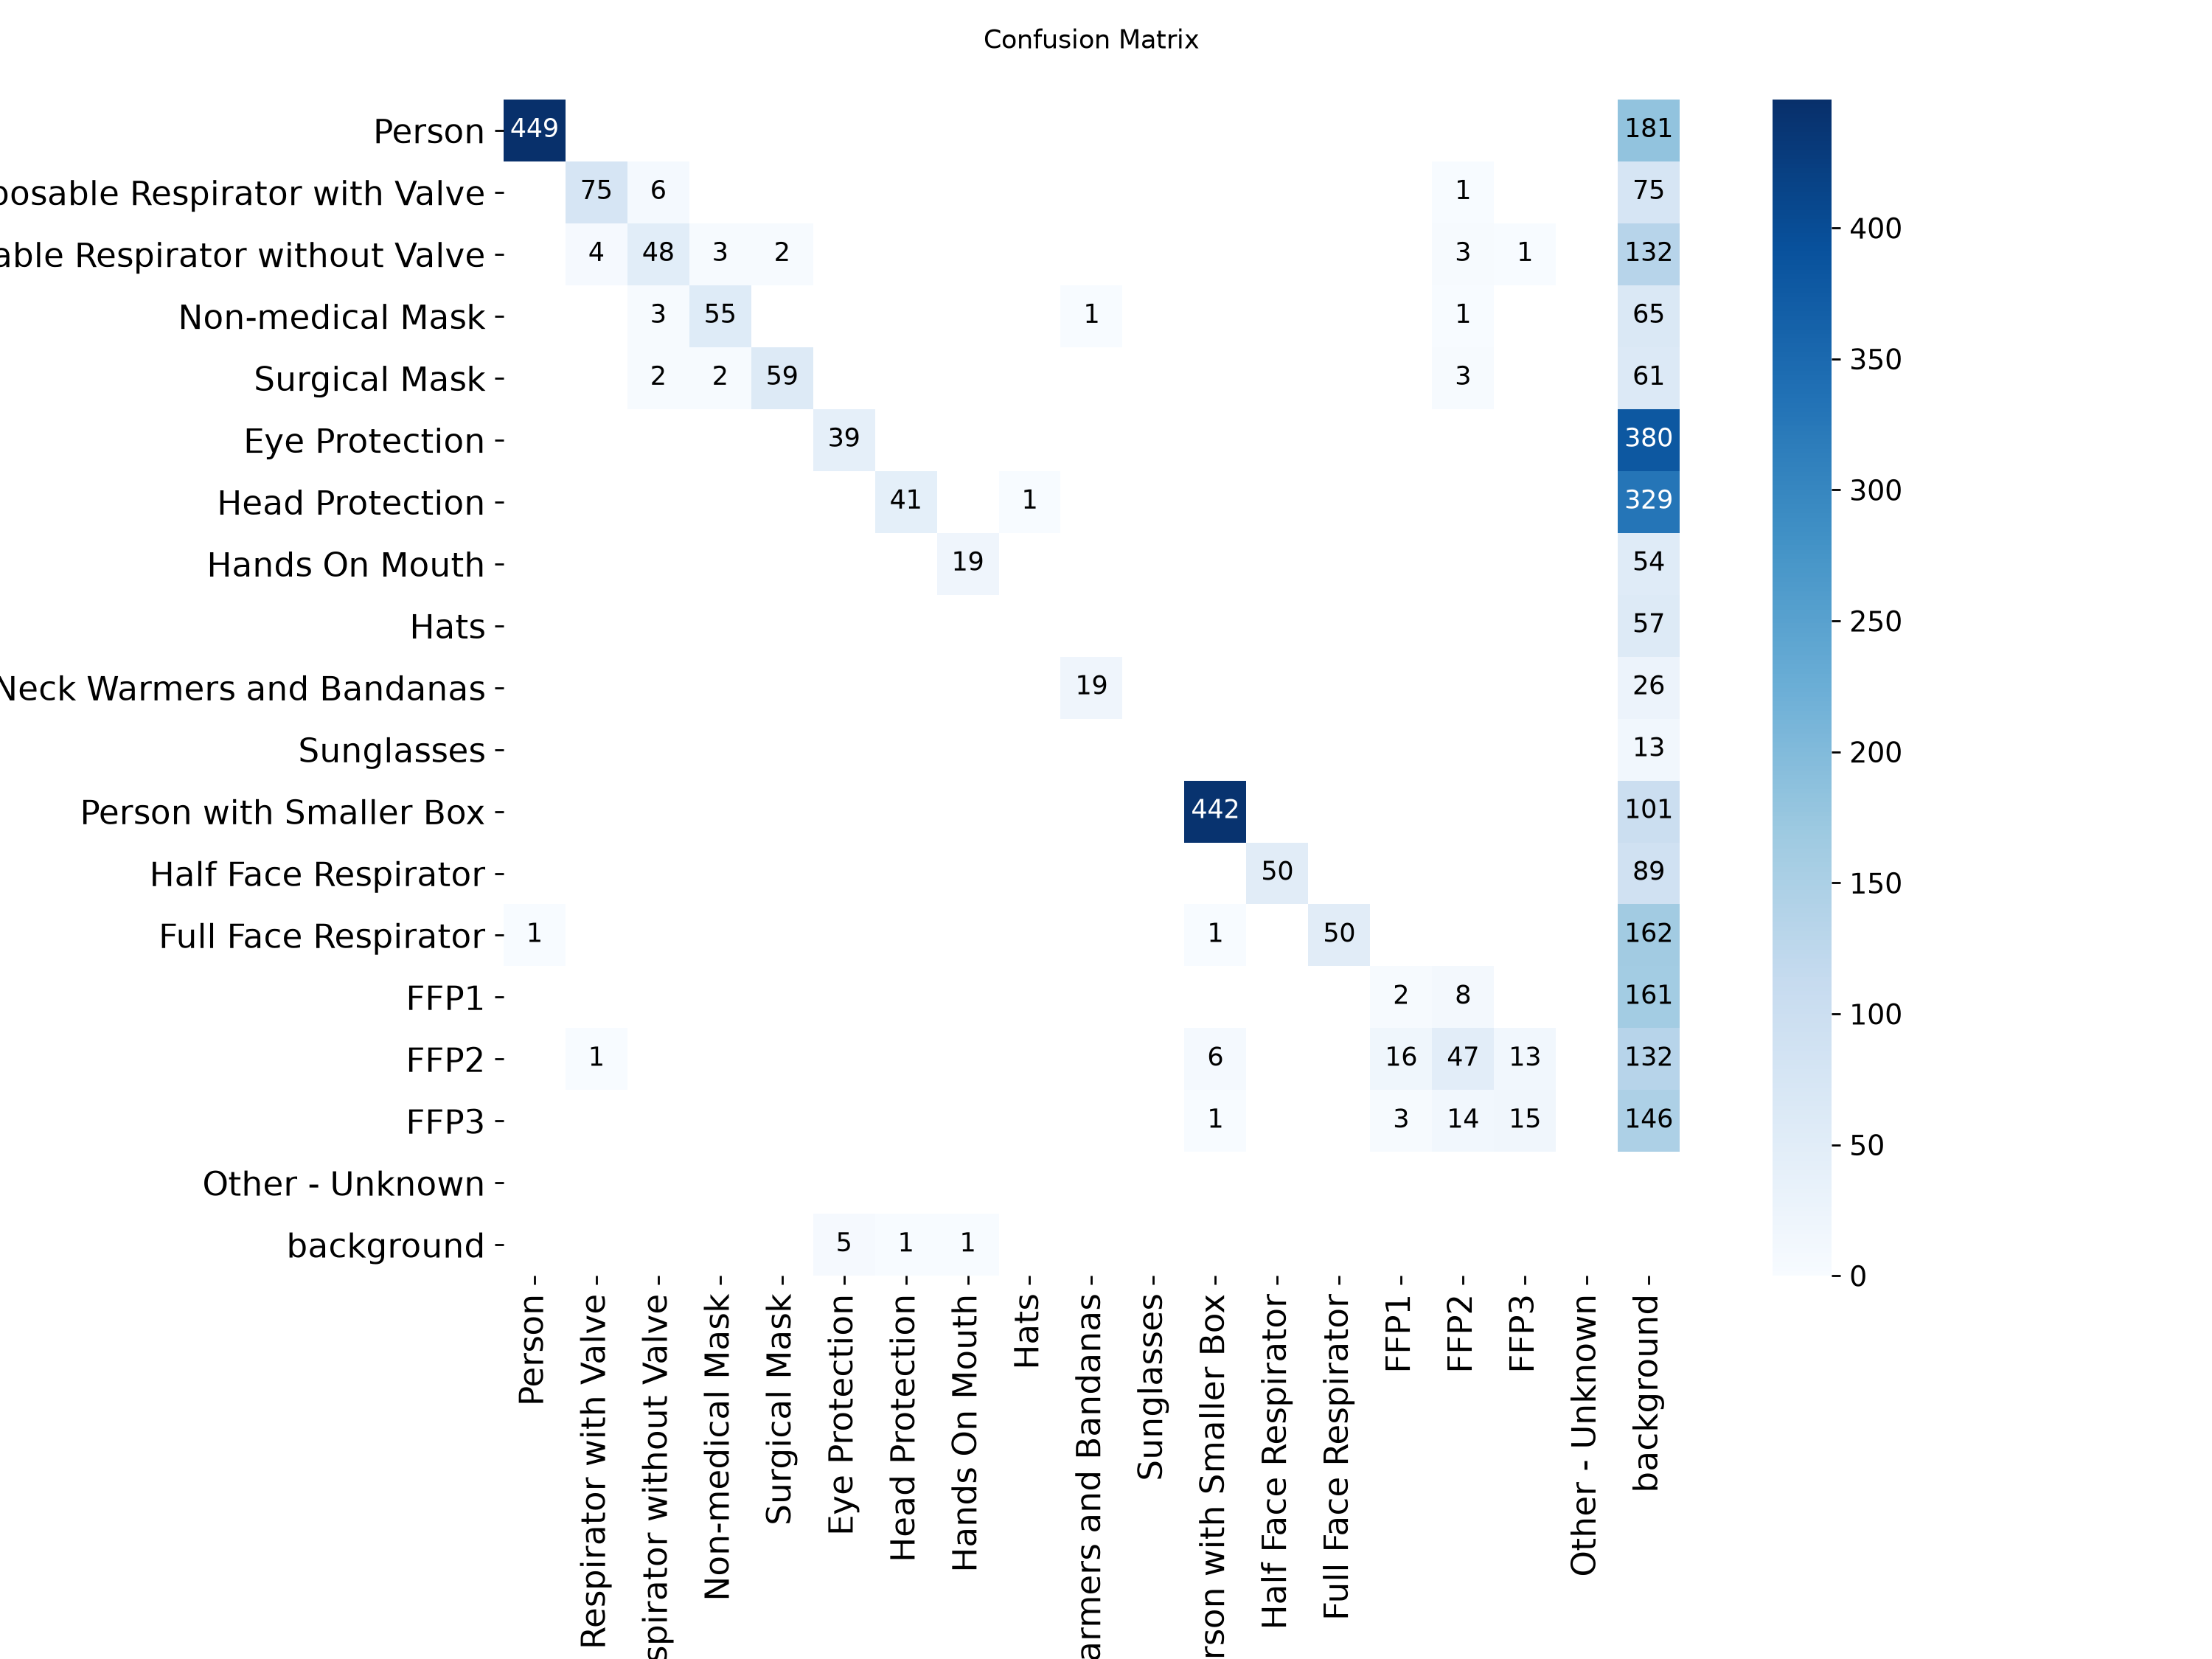 Confusion Matrix
Person 449 181
posable Respirator with Valve 75 6 1 75
able Respirator without Valve 4 48 3 2 3 1 132
Non-medical Mask 3 55 1 1 65
Surgical Mask 2 2 59 3 61
Eye Protection 39 380
Head Protection 41 1 329
Hands On Mouth 19 54
Hats 57
Neck Warmers and Bandanas 19 26
Sunglasses 13
Person with Smaller Box 442 101
Half Face Respirator 50 89
Full Face Respirator 1 1 50 162
FFP1 2 8 161
FFP2 1 6 16 47 13 132
FFP3 1 3 14 15 146
Other - Unknown
background 5 1 1
Person
Respirator with Valve
spirator without Valve
Non-medical Mask
Surgical Mask
Eye Protection
Head Protection
Hands On Mouth
Hats
armers and Bandanas
Sunglasses
rson with Smaller Box
Half Face Respirator
Full Face Respirator
FFP1
FFP2
FFP3
Other - Unknown
background
400
350
300
250
200
150
100
50
0